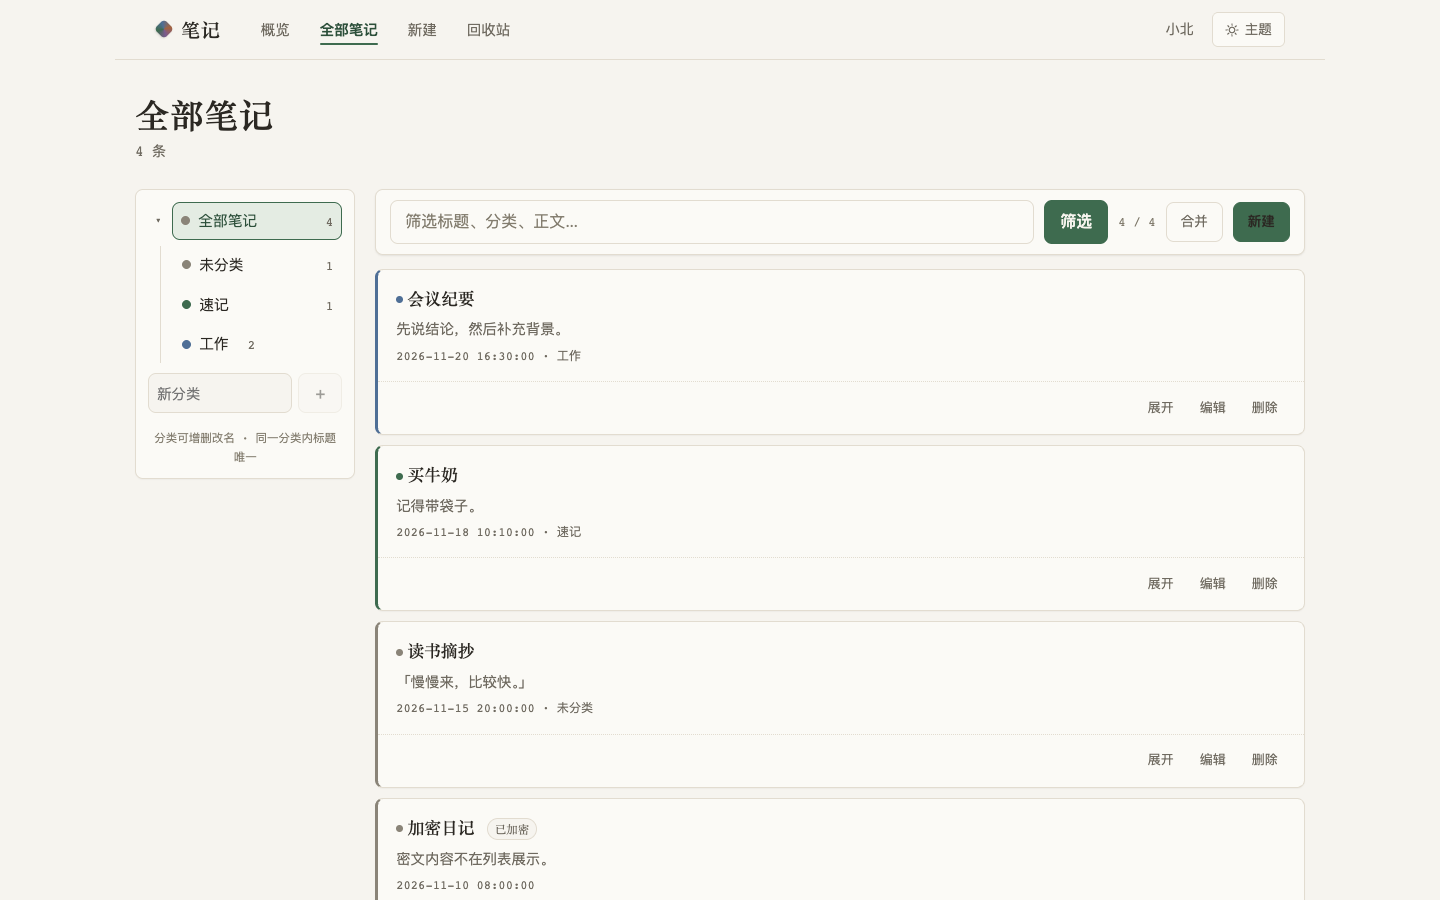 笔记
概览
全部笔记
新建
回收站
小北
主题
全部笔记
4 条
全部笔记 4
未分类 1
速记 1
工作 2
新分类
+
分类可增删改名 · 同一分类内标题
唯一
筛选标题、分类、正文...
筛选
4 / 4
合并
新建
会议纪要
先说结论，然后补充背景。
2026-11-20 16:30:00 · 工作
展开 编辑 删除
买牛奶
记得带袋子。
2026-11-18 10:10:00 · 速记
展开 编辑 删除
读书摘抄
「慢慢来，比较快。」
2026-11-15 20:00:00 · 未分类
展开 编辑 删除
加密日记 已加密
密文内容不在列表展示。
2026-11-10 08:00:00